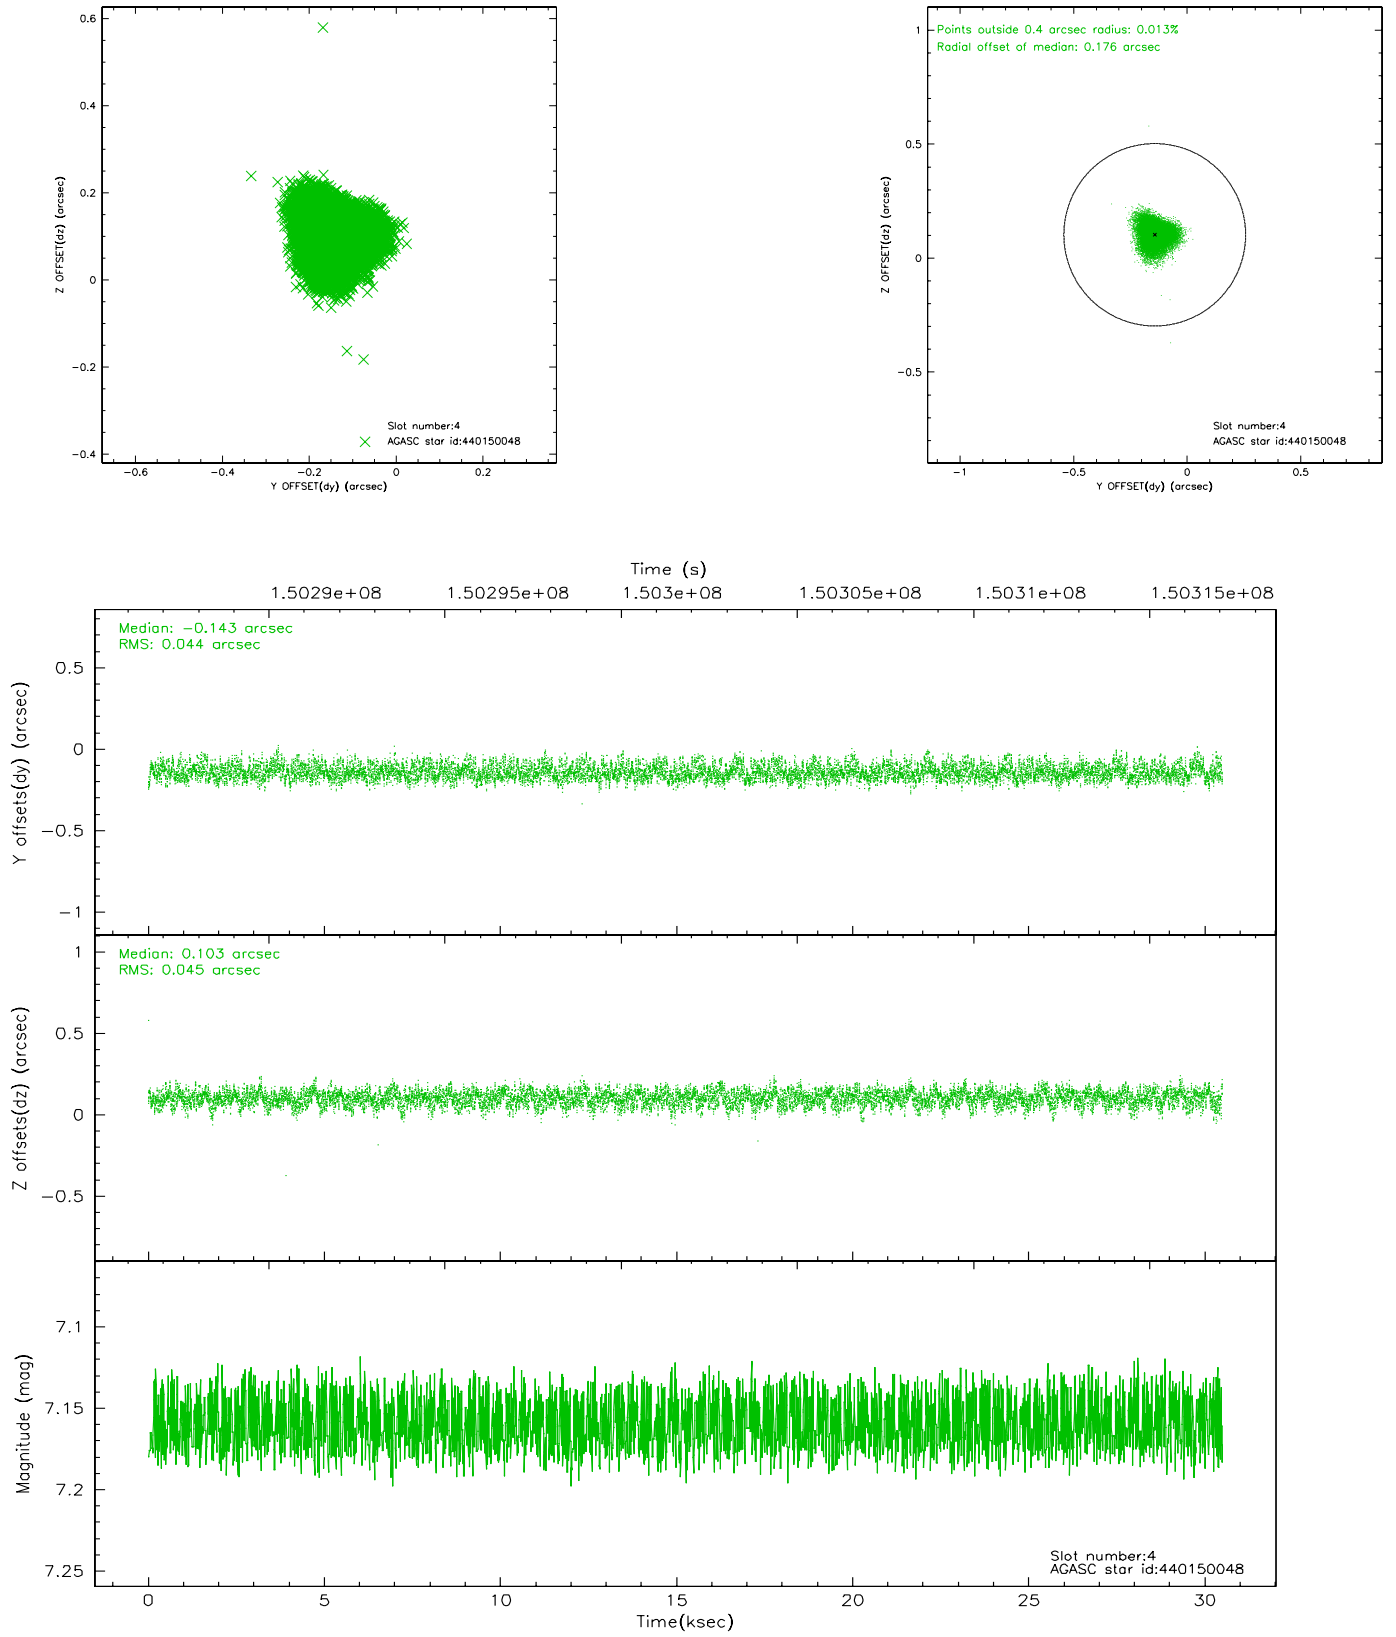 0.6
0.4
0.2
0
−0.2
−0.4
Z OFFSET(dz) (arcsec)
Slot number:4
AGASC star id:440150048
−0.6
−0.4
−0.2
0
0.2
Y OFFSET(dy) (arcsec)
Points outside 0.4 arcsec radius: 0.013%
Radial offset of median: 0.176 arcsec
1
0.5
0
−0.5
Z OFFSET(dz) (arcsec)
Slot number:4
AGASC star id:440150048
−1
−0.5
0
0.5
Y OFFSET(dy) (arcsec)
Time (s)
1.5029e+08
1.50295e+08
1.503e+08
1.50305e+08
1.5031e+08
1.50315e+08
Median: −0.143 arcsec
RMS: 0.044 arcsec
0.5
0
−0.5
−1
Y offsets(dy) (arcsec)
Median: 0.103 arcsec
RMS: 0.045 arcsec
1
0.5
0
−0.5
Z offsets(dz) (arcsec)
7.1
7.15
7.2
7.25
Magnitude (mag)
Slot number:4
AGASC star id:440150048
0
5
10
15
20
25
30
Time(ksec)